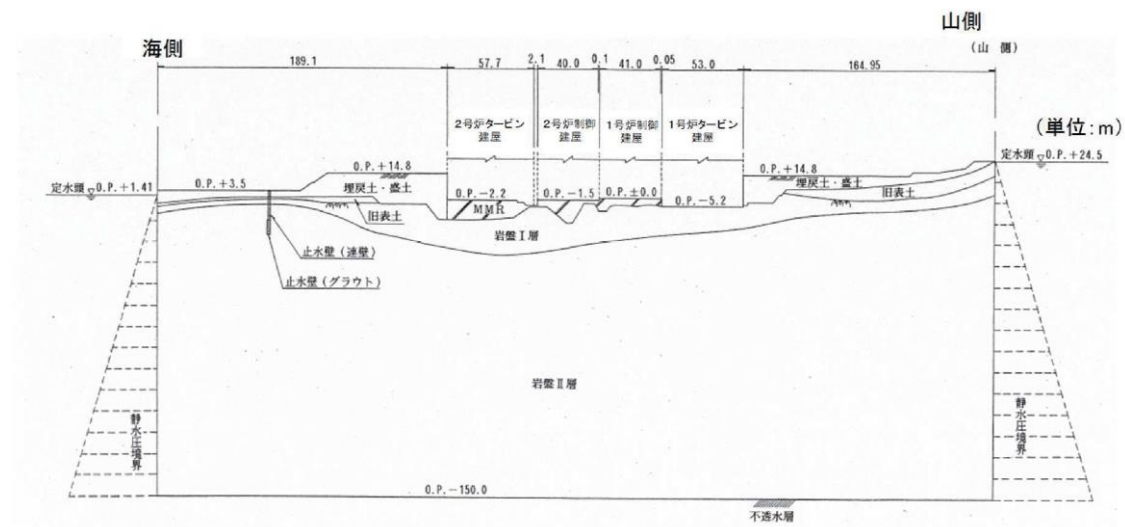 海側
山側
(山 側)
189.1
57.7
2.1
40.0
0.1
41.0
0.05
53.0
164.95
(単位:m)
2号炉タービン
建屋
2号炉制御
建屋
1号炉制御
建屋
1号炉タービン
建屋
定水頭 O.P.+1.41
O.P.+3.5
O.P.+14.8
埋戻土・盛土
旧表土
O.P.-2.2
MMR
O.P.-1.5
O.P.±0.0
O.P.-5.2
O.P.+14.8
埋戻土・盛土
旧表土
定水頭 O.P.+24.5
岩盤Ⅰ層
止水壁(連壁)
止水壁(グラウト)
岩盤Ⅱ層
静水圧境界
静水圧境界
O.P.-150.0
不透水層